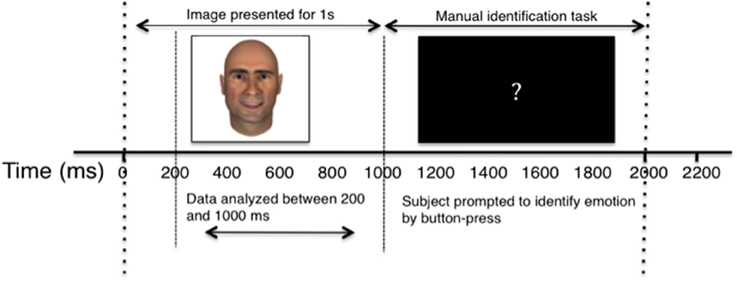 Image presented for 1s
Manual identification task
?
Time (ms) 0 200 400 600 800 1000 1200 1400 1600 1800 2000 2200
Data analyzed between 200
and 1000 ms
Subject prompted to identify emotion
by button-press